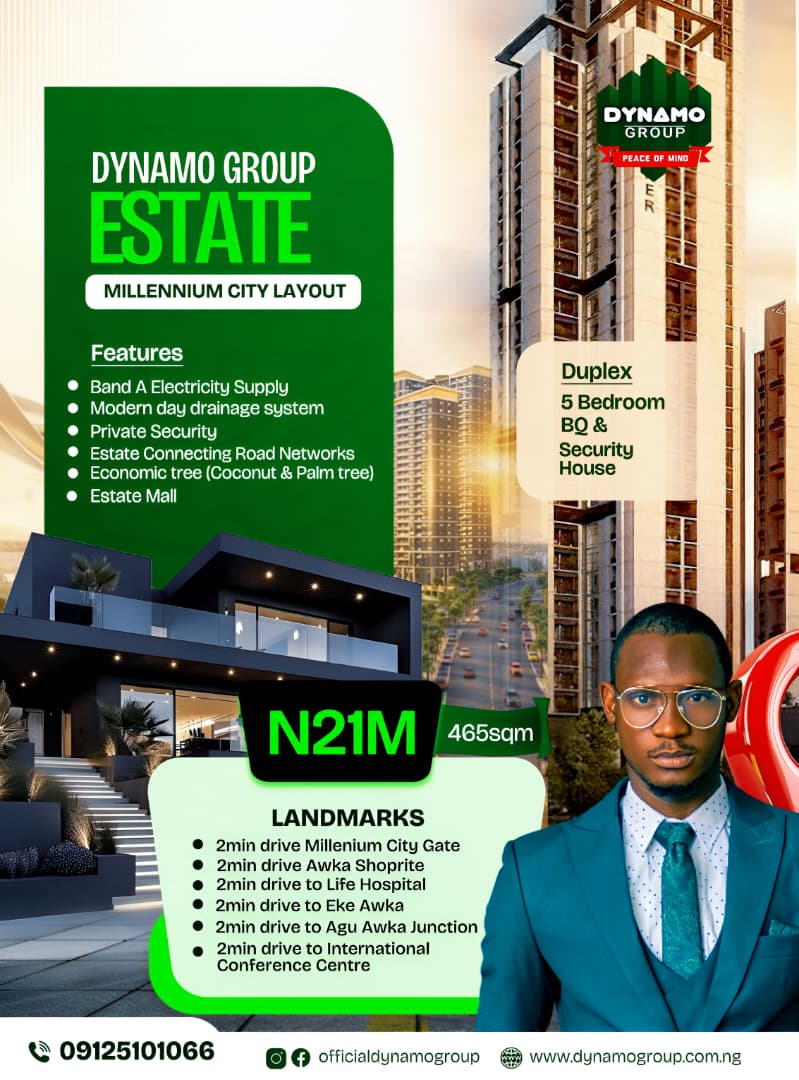 DYNAMO
GROUP
PEACE OF MIND
ER
DYNAMO GROUP
ESTATE
MILLENNIUM CITY LAYOUT
Features
Band A Electricity Supply
Modern day drainage system
Private Security
Estate Connecting Road Networks
Economic tree (Coconut & Palm tree)
Estate Mall
Duplex
5 Bedroom
BQ &
Security
House
N21M
465sqm
LANDMARKS
2min drive Millenium City Gate
2min drive Awka Shoprite
2min drive to Life Hospital
2min drive to Eke Awka
2min drive to Agu Awka Junction
2min drive to International
Conference Centre
09125101066
officialdynamogroup
www.dynamogroup.com.ng